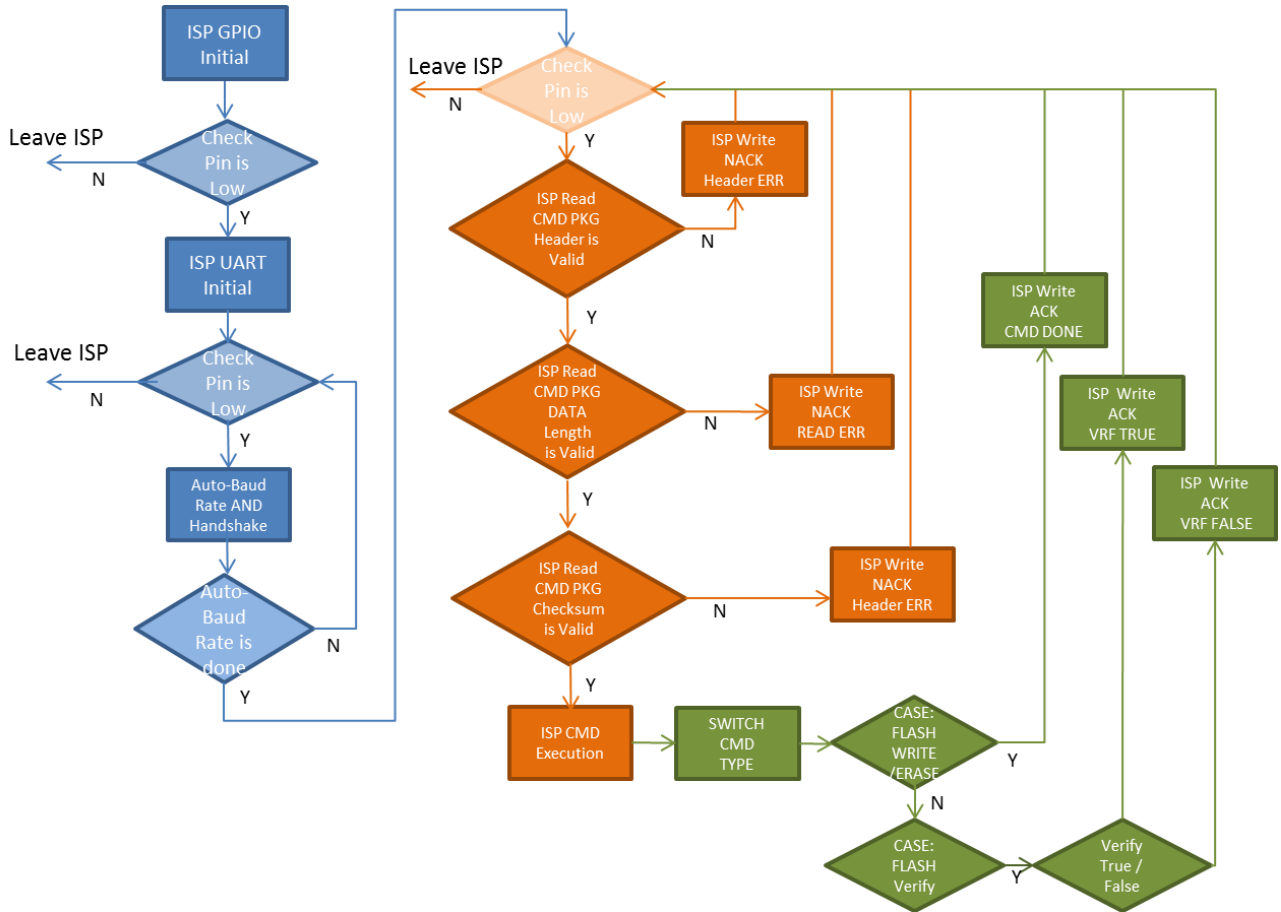 ISP GPIO
Initial
Leave ISP
N
Check
Pin is
Low
Y
ISP UART
Initial
Leave ISP
N
Check
Pin is
Low
Y
Auto-Baud
Rate AND
Handshake
Auto-
Baud
Rate is
done
N
Y
Leave ISP
N
Check
Pin is
Low
Y
ISP Write
NACK
Header ERR
ISP Read
CMD PKG
Header is
Valid
N
Y
ISP Read
CMD PKG
DATA
Length
is Valid
N
Y
ISP Write
NACK
READ ERR
ISP Read
CMD PKG
Checksum
is Valid
N
Y
ISP Write
NACK
Header ERR
ISP CMD
Execution
SWITCH
CMD
TYPE
CASE:
FLASH
WRITE
/ERASE
Y
N
CASE:
FLASH
Verify
Y
Verify
True /
False
ISP Write
ACK
CMD DONE
ISP Write
ACK
VRF TRUE
ISP Write
ACK
VRF FALSE